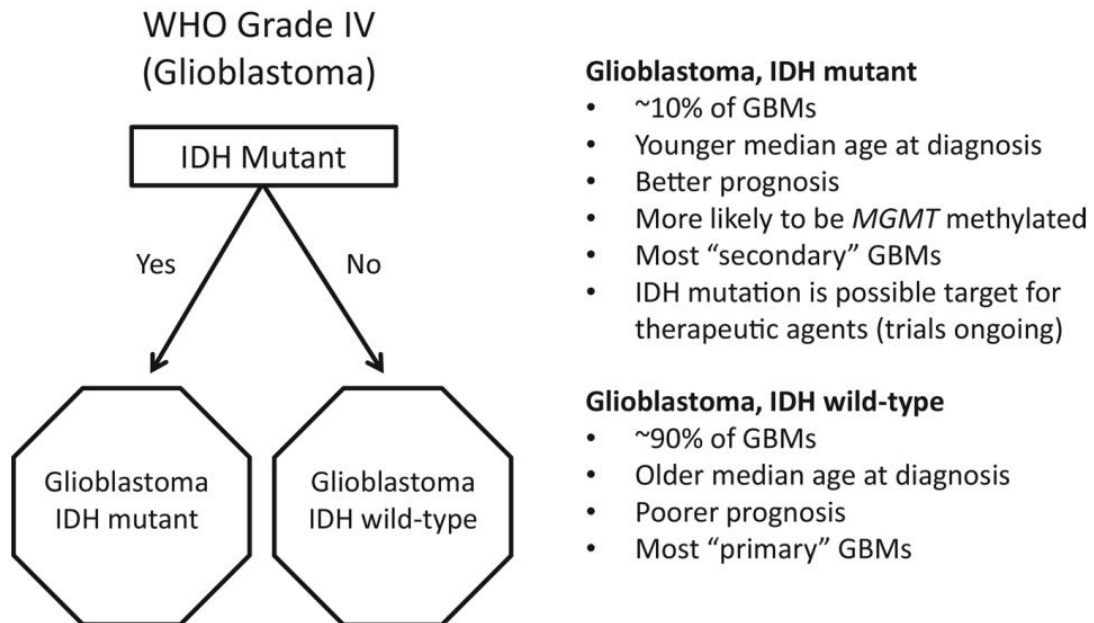 WHO Grade IV
(Glioblastoma)
IDH Mutant
Yes
No
Glioblastoma
IDH mutant
Glioblastoma
IDH wild-type
Glioblastoma, IDH mutant
• ~10% of GBMs
• Younger median age at diagnosis
• Better prognosis
• More likely to be MGMT methylated
• Most “secondary” GBMs
• IDH mutation is possible target for
therapeutic agents (trials ongoing)
Glioblastoma, IDH wild-type
• ~90% of GBMs
• Older median age at diagnosis
• Poorer prognosis
• Most “primary” GBMs